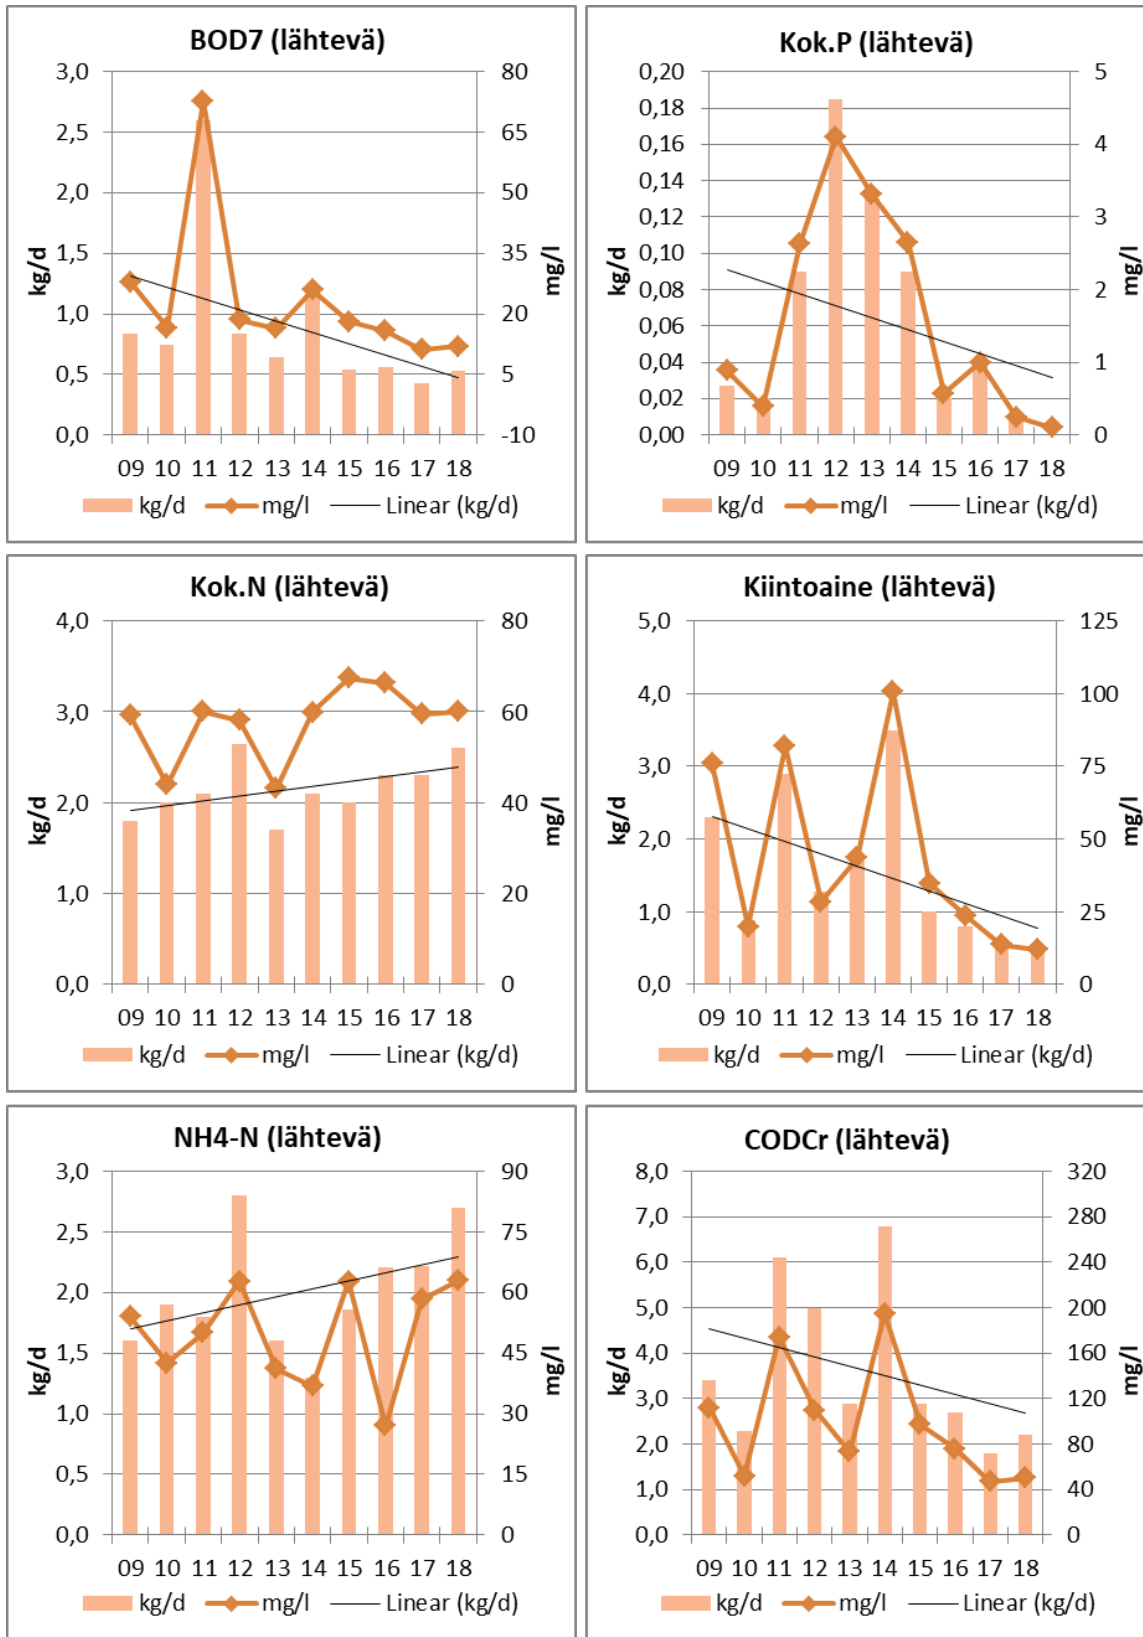 BOD7 (lähtevä)
3,0
2,5
2,0
1,5
1,0
0,5
0,0
kg/d
80
65
50
35
20
5
-10
mg/l
09 10 11 12 13 14 15 16 17 18
kg/d mg/l Linear (kg/d)
Kok.P (lähtevä)
0,20
0,18
0,16
0,14
0,12
0,10
0,08
0,06
0,04
0,02
0,00
kg/d
5
4
3
2
1
0
mg/l
09 10 11 12 13 14 15 16 17 18
kg/d mg/l Linear (kg/d)
Kok.N (lähtevä)
4,0
3,0
2,0
1,0
0,0
kg/d
80
60
40
20
0
mg/l
09 10 11 12 13 14 15 16 17 18
kg/d mg/l Linear (kg/d)
Kiintoaine (lähtevä)
5,0
4,0
3,0
2,0
1,0
0,0
kg/d
125
100
75
50
25
0
mg/l
09 10 11 12 13 14 15 16 17 18
kg/d mg/l Linear (kg/d)
NH4-N (lähtevä)
3,0
2,5
2,0
1,5
1,0
0,5
0,0
kg/d
90
75
60
45
30
15
0
mg/l
09 10 11 12 13 14 15 16 17 18
kg/d mg/l Linear (kg/d)
CODCr (lähtevä)
8,0
7,0
6,0
5,0
4,0
3,0
2,0
1,0
0,0
kg/d
320
280
240
200
160
120
80
40
0
mg/l
09 10 11 12 13 14 15 16 17 18
kg/d mg/l Linear (kg/d)